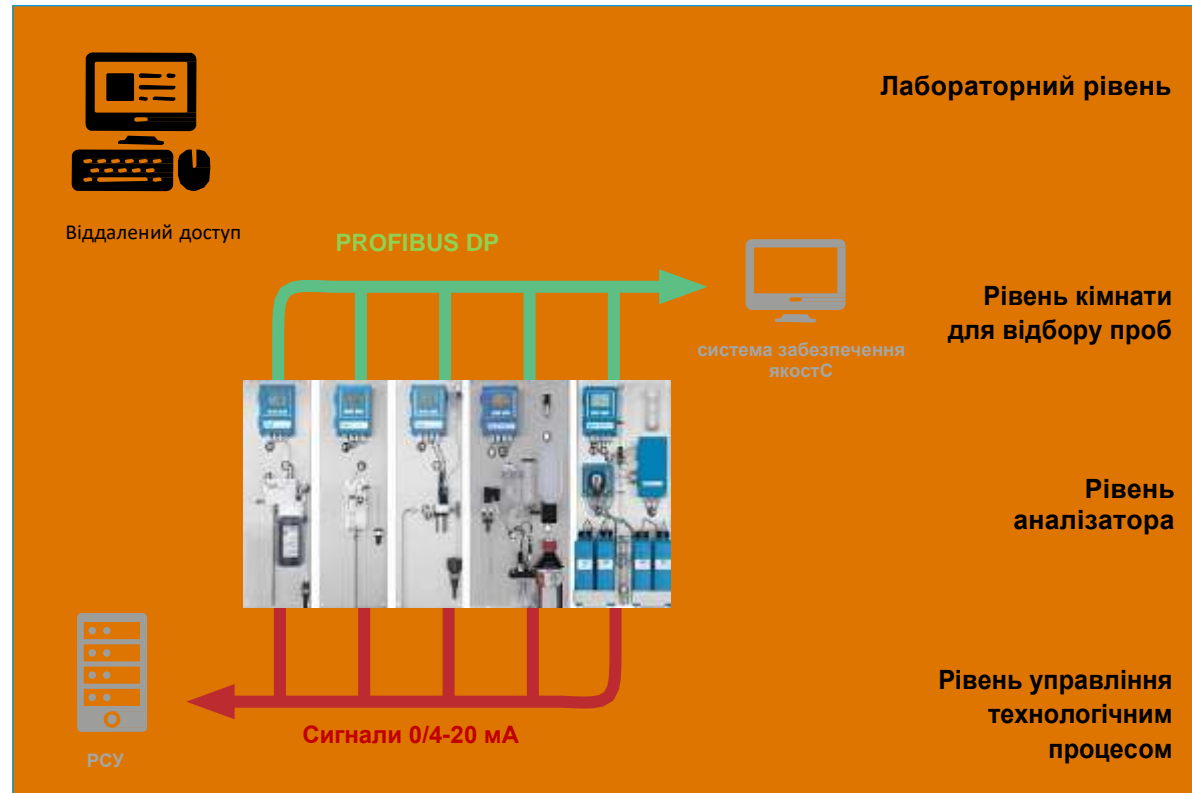 Лабораторний рівень
Віддалений доступ
PROFIBUS DP
Рівень кімнати
для відбору проб
система забезпечення
якостС
Рівень
аналізатора
Рівень управління
технологічним
процесом
Сигнали 0/4-20 мА
РСУ